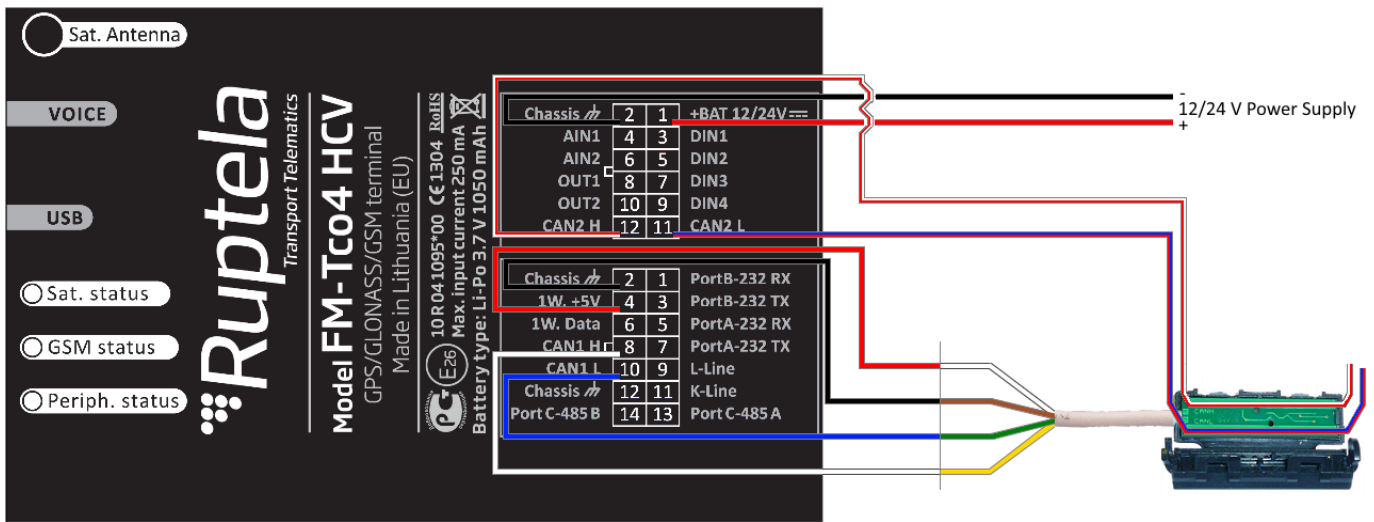 Sat. Antenna
VOICE
USB
Sat. status
GSM status
Periph. status
Ruptela
Transport Telematics
Model FM-Tco4 HCV
GPS/GLONASS/GSM terminal
Made in Lithuania (EU)
E26
PG
10R041095*00 CE1304 RoHS
Max. input current 250 mA
Battery type: Li-Po 3.7 V 1050 mAh
Chassis 2 1 +BAT 12/24V
AIN1 4 3 DIN1
AIN2 6 5 DIN2
OUT1 8 7 DIN3
OUT2 10 9 DIN4
CAN2 H 12 11 CAN2 L
Chassis 2 1 PortB-232 RX
1W. +5V 4 3 PortB-232 TX
1W. Data 6 5 PortA-232 RX
CAN1 H 8 7 PortA-232 TX
CAN1 L 10 9 L-Line
Chassis 12 11 K-Line
Port C-485 B 14 13 Port C-485 A
-
12/24 V Power Supply
+
CANH
CANL